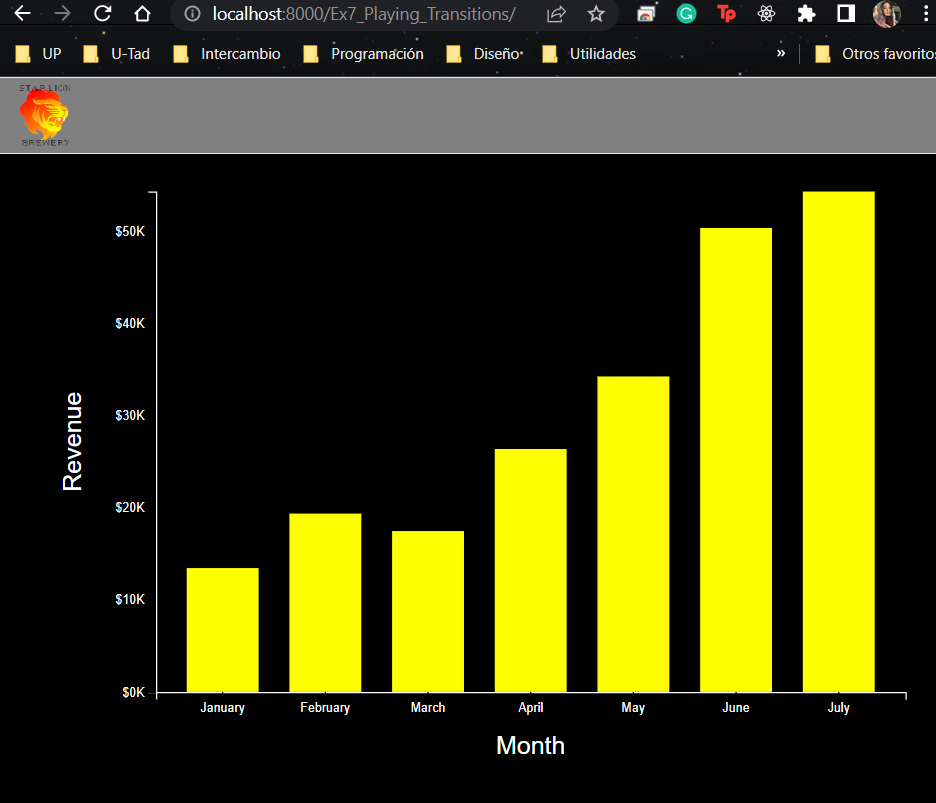 localhost:8000/Ex7_Playing_Transitions/
Tp
UP U-Tad Intercambio Programación Diseño Utilidades » Otros favoritos
STAR LION
BREWERY
$50K
$40K
$30K
$20K
$10K
$0K
Revenue
January February March April May June July
Month